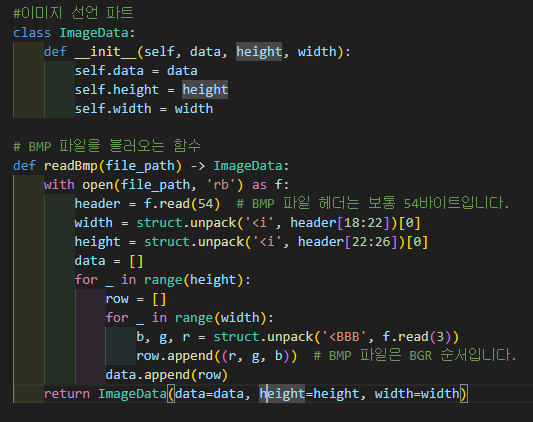 #이미지 선언 파트
class ImageData:
    def __init__(self, data, height, width):
        self.data = data
        self.height = height
        self.width = width

# BMP 파일을 불러오는 함수
def readBmp(file_path) -> ImageData:
    with open(file_path, 'rb') as f:
        header = f.read(54)  # BMP 파일 헤더는 보통 54바이트입니다.
        width = struct.unpack('<i', header[18:22])[0]
        height = struct.unpack('<i', header[22:26])[0]
        data = []
        for _ in range(height):
            row = []
            for _ in range(width):
                b, g, r = struct.unpack('<BBB', f.read(3))
                row.append((r, g, b))  # BMP 파일은 BGR 순서입니다.
            data.append(row)
    return ImageData(data=data, height=height, width=width)